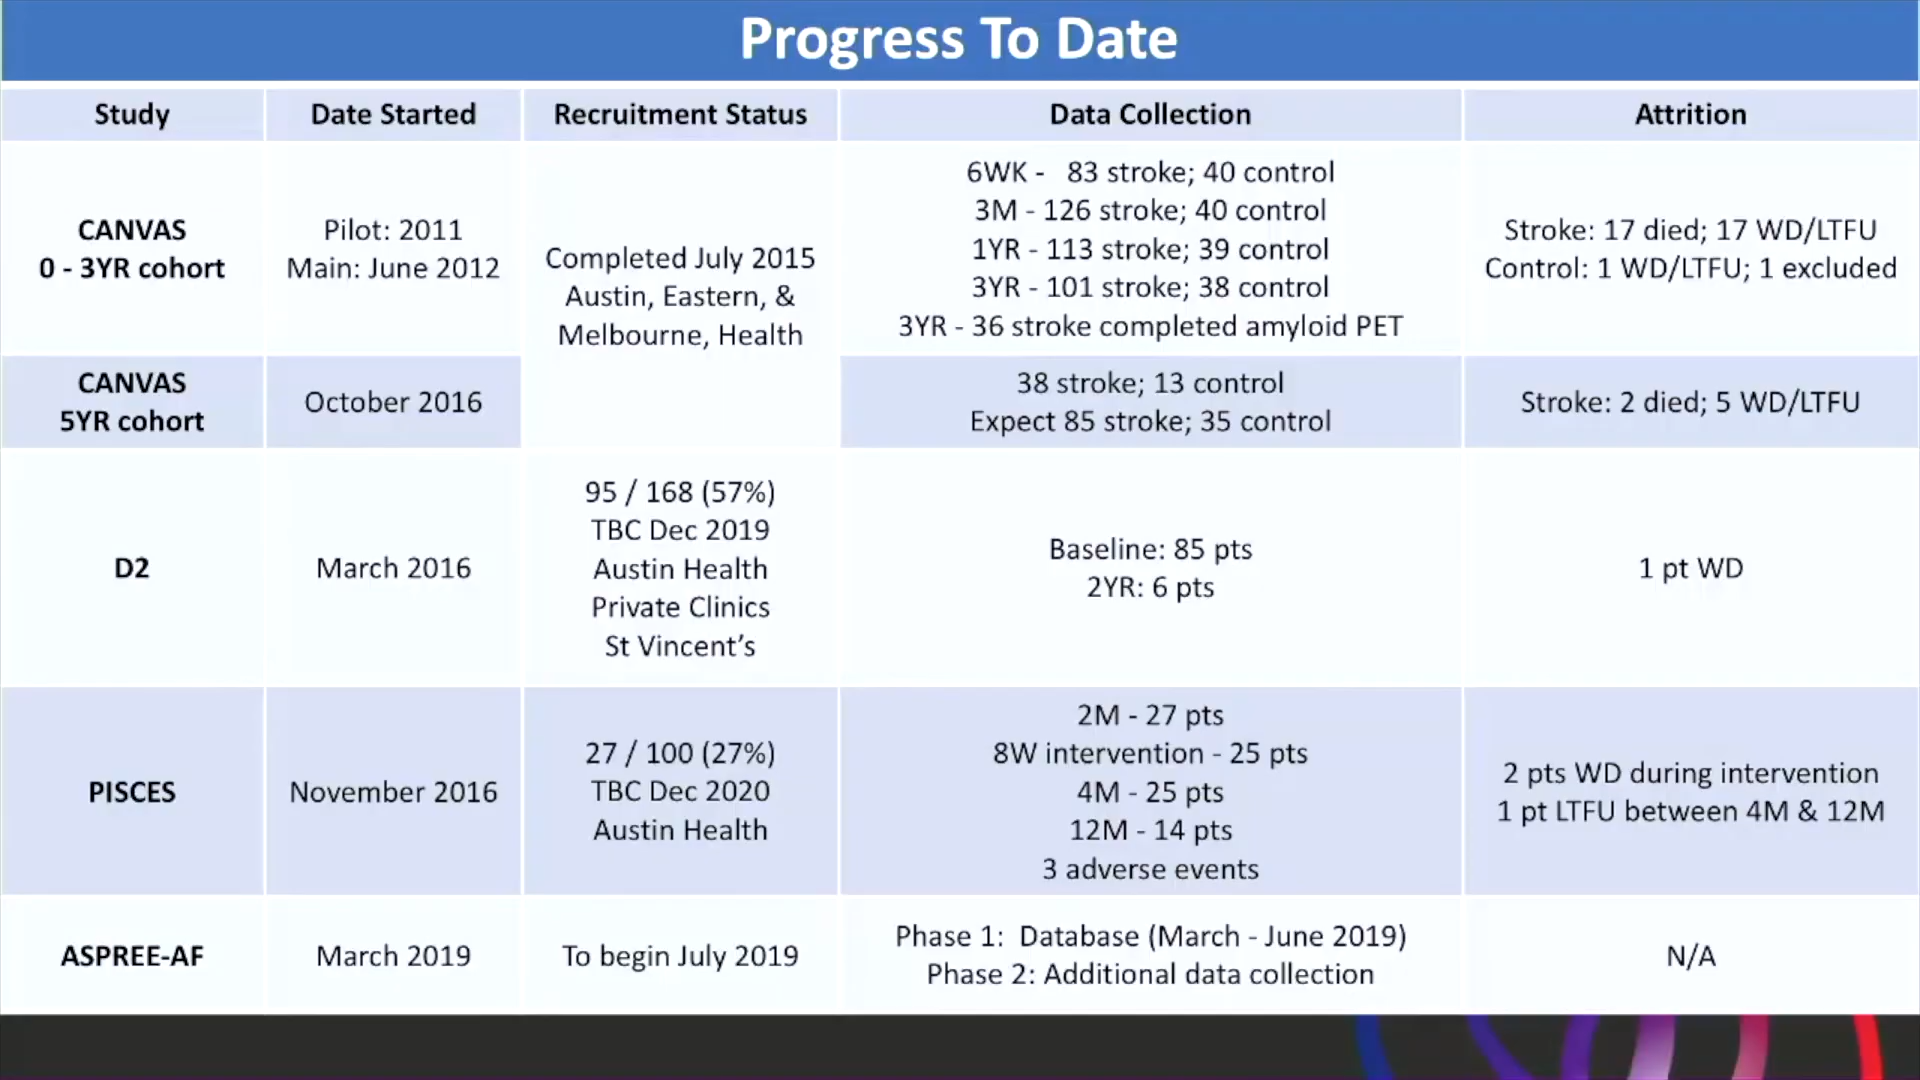 Progress To Date
Study
Date Started
Recruitment Status
Data Collection
Attrition
CANVAS
0 - 3YR cohort
Pilot: 2011
Main: June 2012
Completed July 2015
Austin, Eastern, &
Melbourne, Health
6WK - 83 stroke; 40 control
3M - 126 stroke; 40 control
1YR - 113 stroke; 39 control
3YR - 101 stroke; 38 control
3YR - 36 stroke completed amyloid PET
Stroke: 17 died; 17 WD/LTFU
Control: 1 WD/LTFU; 1 excluded
CANVAS
5YR cohort
October 2016
38 stroke; 13 control
Expect 85 stroke; 35 control
Stroke: 2 died; 5 WD/LTFU
D2
March 2016
95 / 168 (57%)
TBC Dec 2019
Austin Health
Private Clinics
St Vincent's
Baseline: 85 pts
2YR: 6 pts
1 pt WD
PISCES
November 2016
27 / 100 (27%)
TBC Dec 2020
Austin Health
2M - 27 pts
8W intervention - 25 pts
4M - 25 pts
12M - 14 pts
3 adverse events
2 pts WD during intervention
1 pt LTFU between 4M & 12M
ASPREE-AF
March 2019
To begin July 2019
Phase 1: Database (March - June 2019)
Phase 2: Additional data collection
N/A